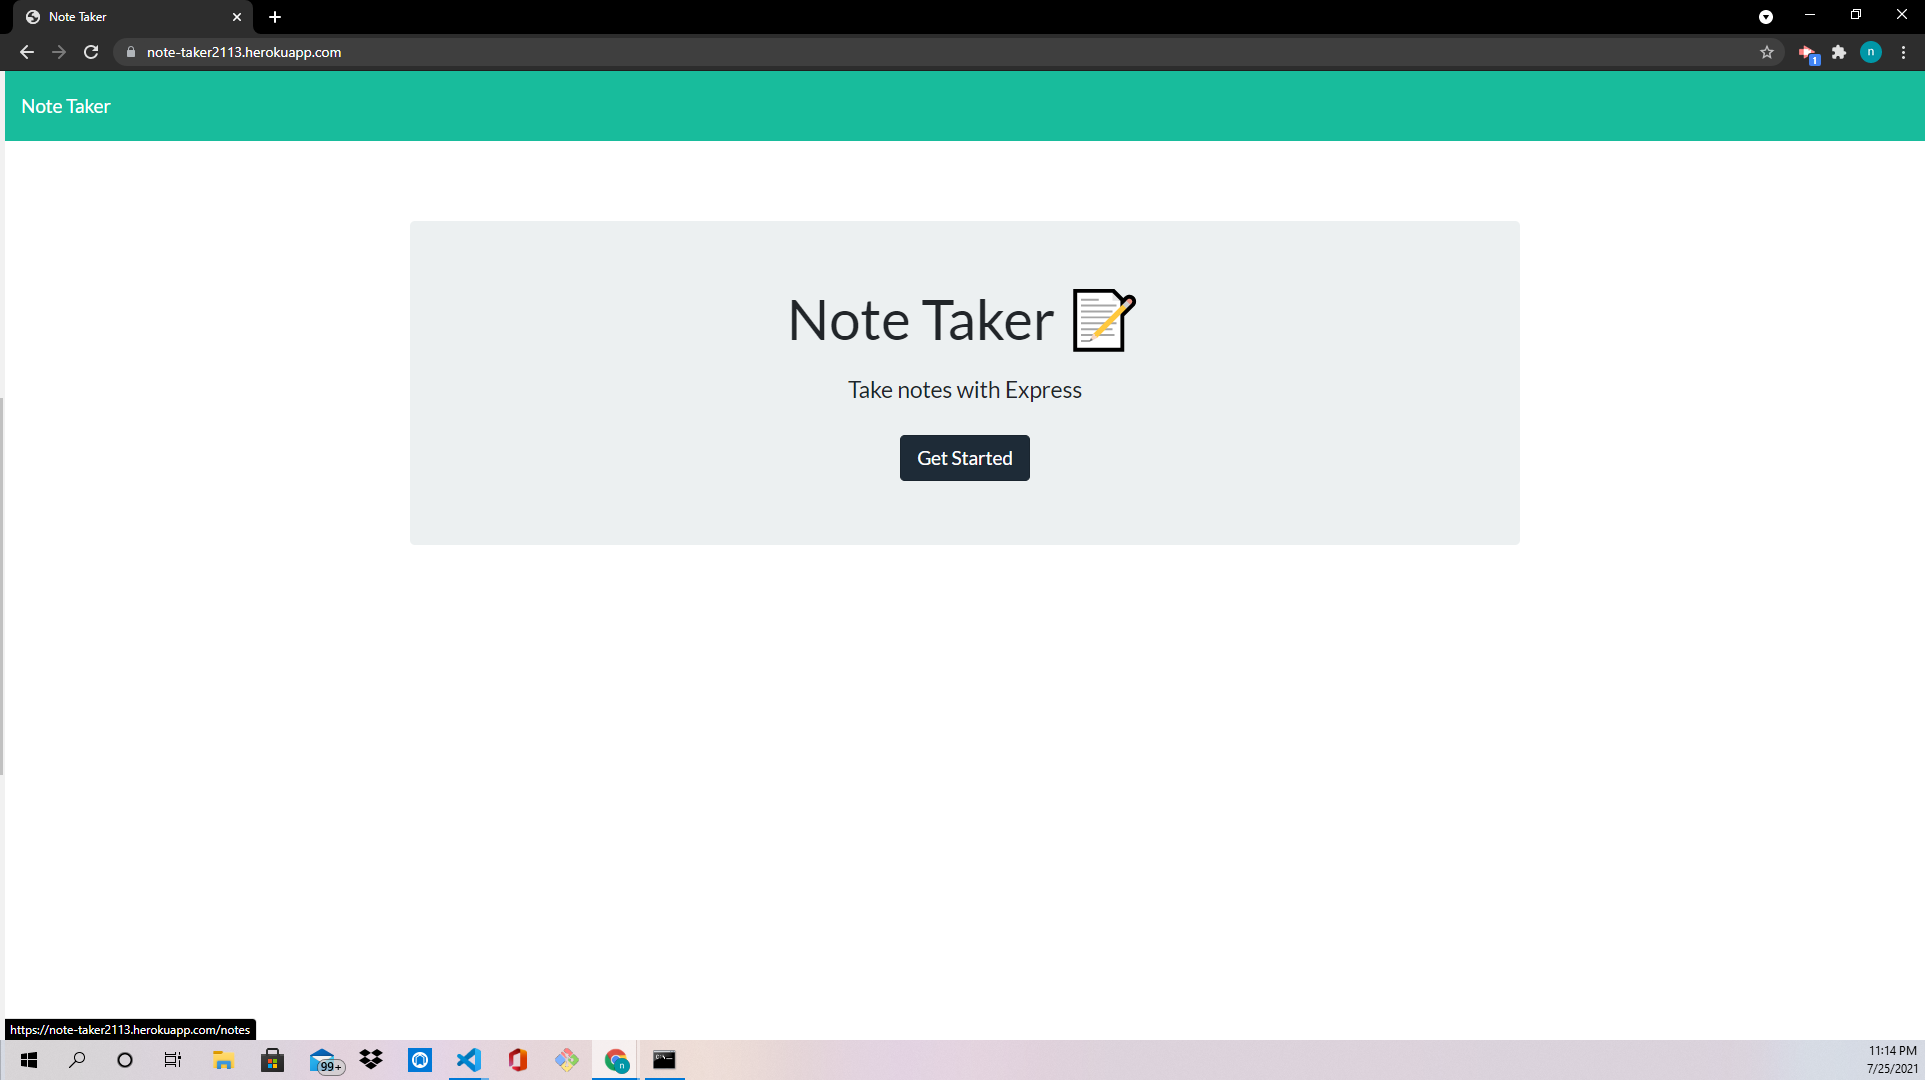 Note Taker
note-taker2113.herokuapp.com
1
n
Note Taker
Note Taker
Take notes with Express
Get Started
https://note-taker2113.herokuapp.com/notes
99+
n
11:14 PM
7/25/2021